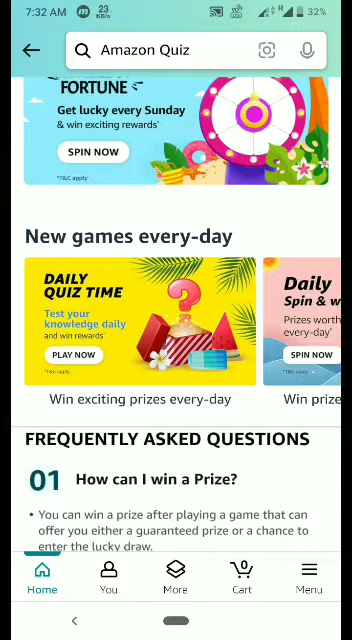 7:32 AM
23
KB/s
32%
Amazon Quiz
FORTUNE
Get lucky every Sunday
& win exciting rewards*
SPIN NOW
*T&C apply
New games every-day
DAILY
QUIZ TIME
Test your
knowledge daily
and win rewards*
PLAY NOW
*T&C apply
Daily
Spin & w
Prizes worth
every-day*
SPIN NOW
*T&C apply
Win exciting prizes every-day
Win prize
FREQUENTLY ASKED QUESTIONS
01 How can I win a Prize?
• You can win a prize after playing a game that can
offer you either a guaranteed prize or a chance to
enter the lucky draw.
Home
You
More
0
Cart
Menu